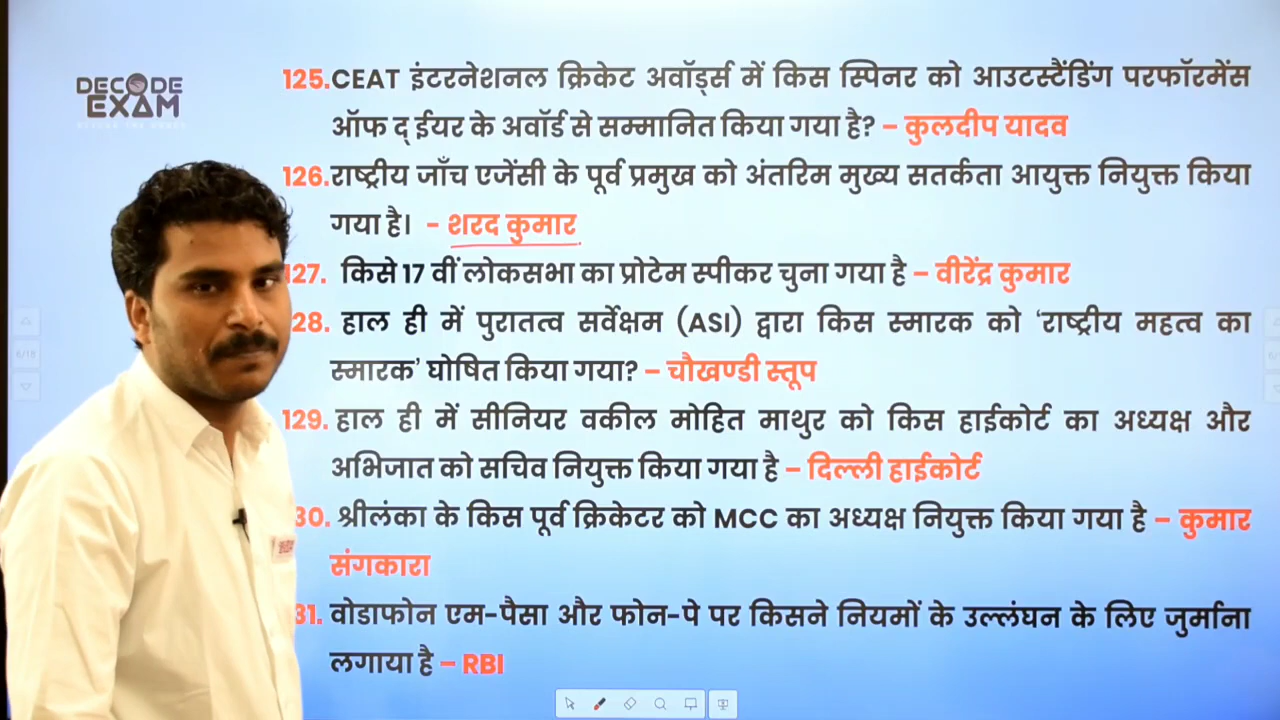 DECODE
EXAM
125.CEAT इंटरनेशनल क्रिकेट अवॉर्ड्स में किस स्पिनर को आउटस्टैंडिंग परफॉरमेंस
ऑफ द् ईयर के अवॉर्ड से सम्मानित किया गया है? – कुलदीप यादव
126.राष्ट्रीय जाँच एजेंसी के पूर्व प्रमुख को अंतरिम मुख्य सतर्कता आयुक्त नियुक्त किया
गया है। - शरद कुमार
127. किसे 17 वीं लोकसभा का प्रोटेम स्पीकर चुना गया है – वीरेंद्र कुमार
28. हाल ही में पुरातत्व सर्वेक्षम (ASI) द्वारा किस स्मारक को ‘राष्ट्रीय महत्व का
स्मारक’ घोषित किया गया? – चौखण्डी स्तूप
129. हाल ही में सीनियर वकील मोहित माथुर को किस हाईकोर्ट का अध्यक्ष और
अभिजात को सचिव नियुक्त किया गया है – दिल्ली हाईकोर्ट
30. श्रीलंका के किस पूर्व क्रिकेटर को MCC का अध्यक्ष नियुक्त किया गया है – कुमार
संगकारा
31. वोडाफोन एम-पैसा और फोन-पे पर किसने नियमों के उल्लंघन के लिए जुर्माना
लगाया है – RBI
6/18